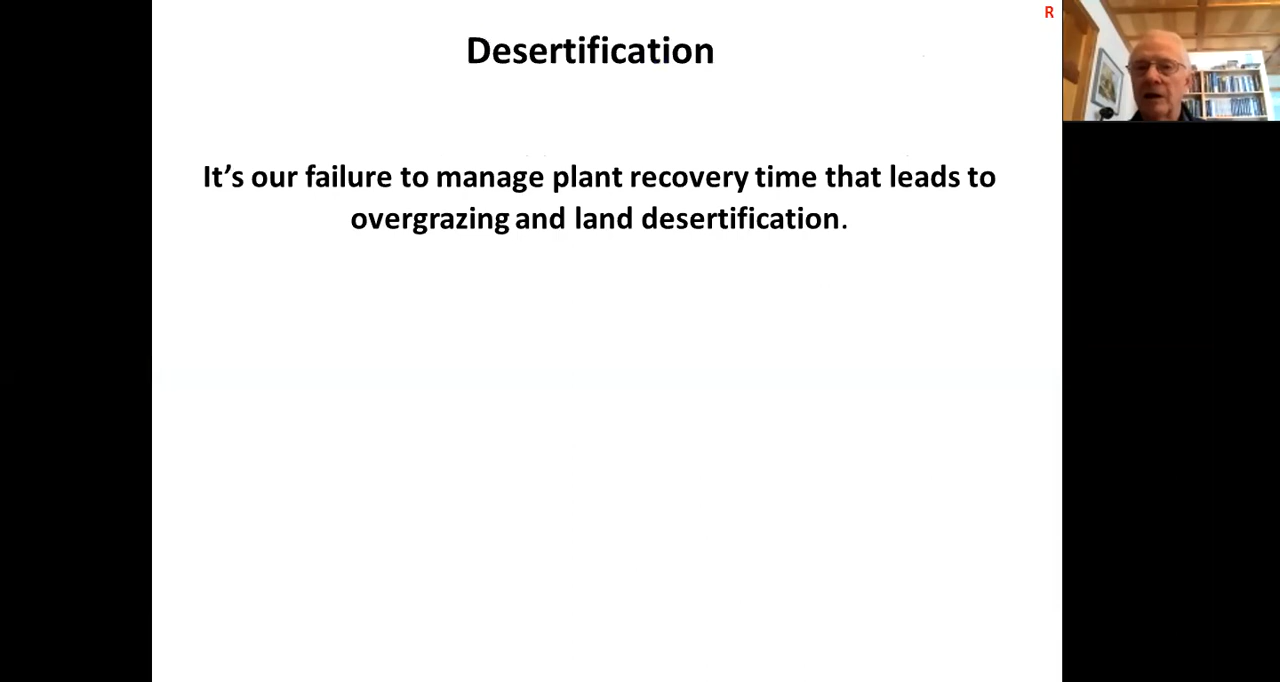 Desertification
R
It’s our failure to manage plant recovery time that leads to
overgrazing and land desertification.